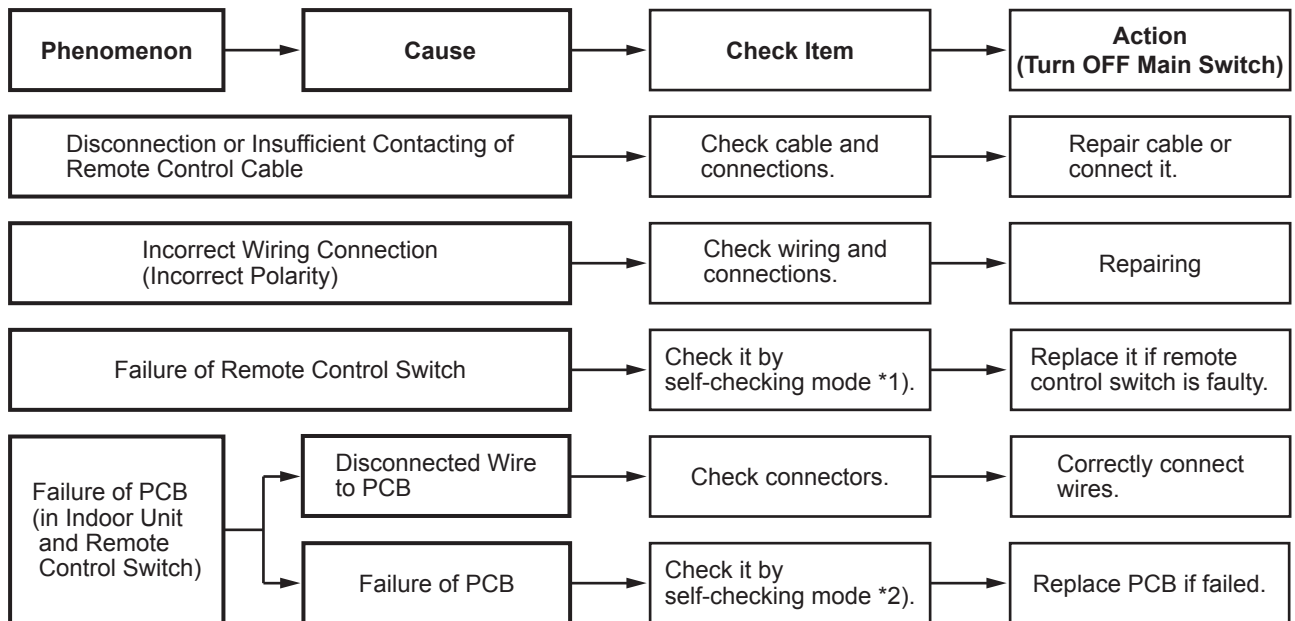 Phenomenon
Cause
Check Item
Action
(Turn OFF Main Switch)
Disconnection or Insufficient Contacting of
Remote Control Cable
Check cable and
connections.
Repair cable or
connect it.
Incorrect Wiring Connection
(Incorrect Polarity)
Check wiring and
connections.
Repairing
Failure of Remote Control Switch
Check it by
self-checking mode *1).
Replace it if remote
control switch is faulty.
Failure of PCB
(in Indoor Unit
and Remote
Control Switch)
Disconnected Wire
to PCB
Check connectors.
Correctly connect
wires.
Failure of PCB
Check it by
self-checking mode *2).
Replace PCB if failed.